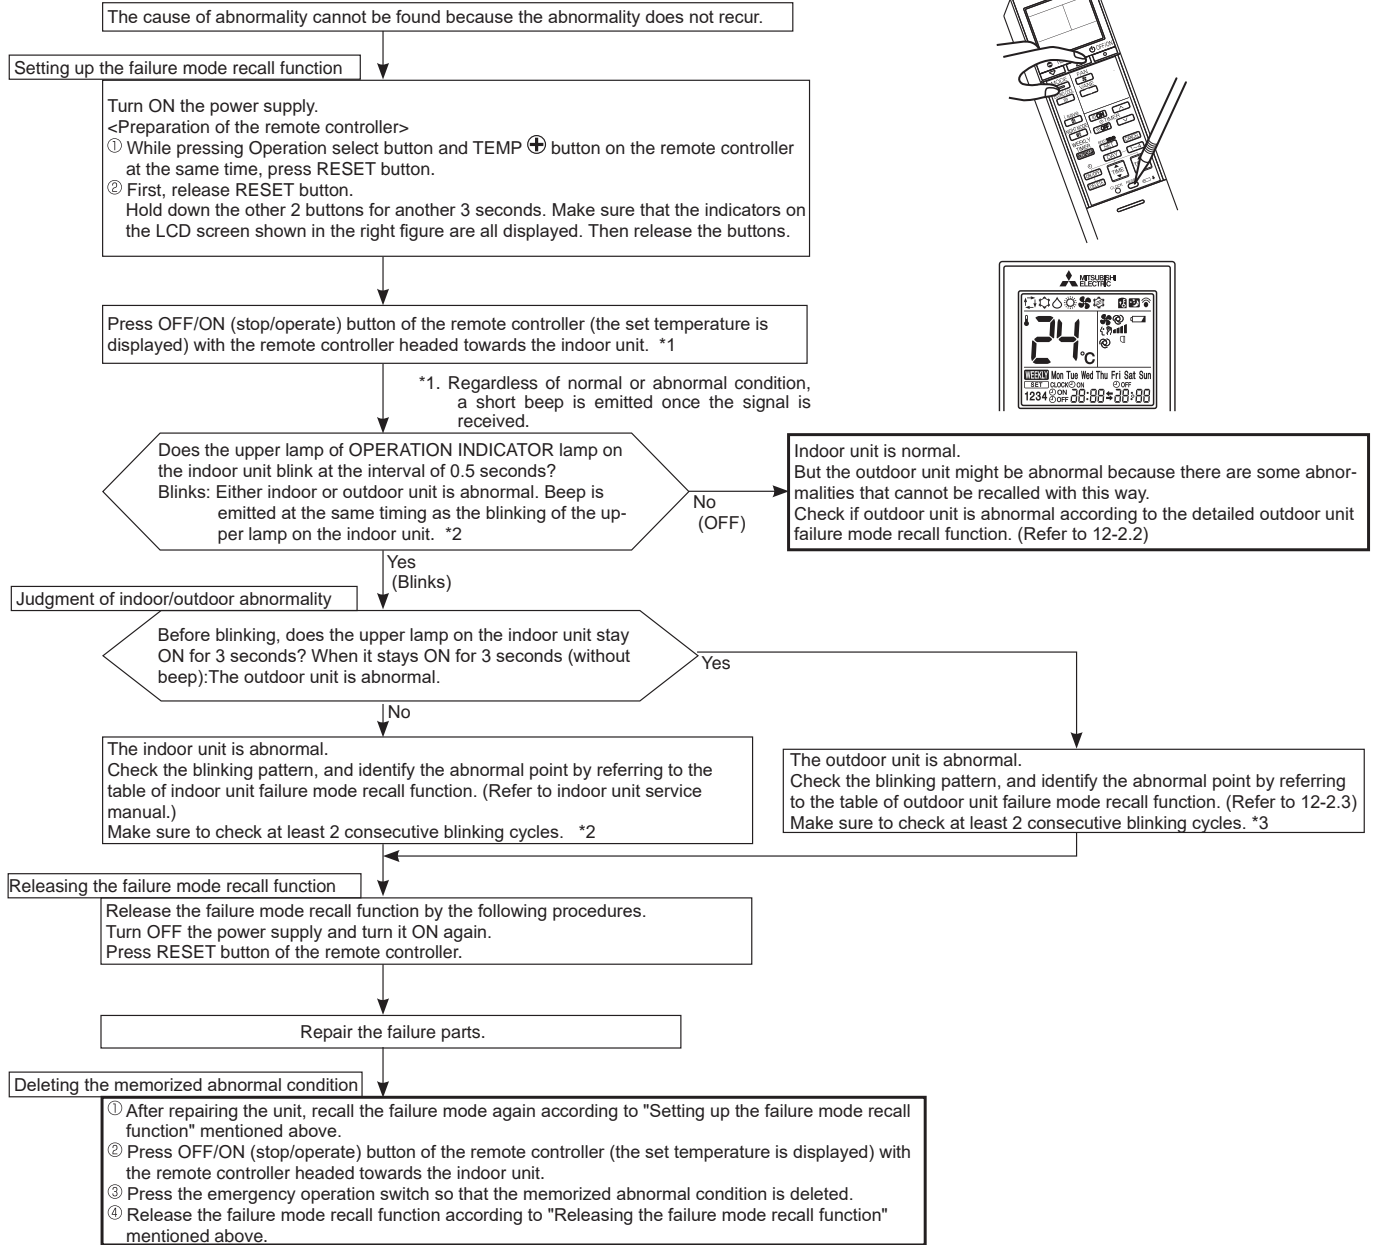 The cause of abnormality cannot be found because the abnormality does not recur.
Setting up the failure mode recall function
Turn ON the power supply.
<Preparation of the remote controller>
① While pressing Operation select button and TEMP ⊕ button on the remote controller
at the same time, press RESET button.
② First, release RESET button.
Hold down the other 2 buttons for another 3 seconds. Make sure that the indicators on
the LCD screen shown in the right figure are all displayed. Then release the buttons.
MITSUBISHI
ELECTRIC
24°C
WEEKLY Mon Tue Wed Thu Fri Sat Sun
SET CLOCK ON OFF
1234 ON OFF 88:88 88:88
Press OFF/ON (stop/operate) button of the remote controller (the set temperature is
displayed) with the remote controller headed towards the indoor unit. *1
*1. Regardless of normal or abnormal condition,
a short beep is emitted once the signal is
received.
Does the upper lamp of OPERATION INDICATOR lamp on
the indoor unit blink at the interval of 0.5 seconds?
Blinks: Either indoor or outdoor unit is abnormal. Beep is
emitted at the same timing as the blinking of the up-
per lamp on the indoor unit. *2
No
(OFF)
Indoor unit is normal.
But the outdoor unit might be abnormal because there are some abnor-
malities that cannot be recalled with this way.
Check if outdoor unit is abnormal according to the detailed outdoor unit
failure mode recall function. (Refer to 12-2.2)
Yes
(Blinks)
Judgment of indoor/outdoor abnormality
Before blinking, does the upper lamp on the indoor unit stay
ON for 3 seconds? When it stays ON for 3 seconds (without
beep):The outdoor unit is abnormal.
Yes
No
The indoor unit is abnormal.
Check the blinking pattern, and identify the abnormal point by referring to the
table of indoor unit failure mode recall function. (Refer to indoor unit service
manual.)
Make sure to check at least 2 consecutive blinking cycles. *2
The outdoor unit is abnormal.
Check the blinking pattern, and identify the abnormal point by referring
to the table of outdoor unit failure mode recall function. (Refer to 12-2.3)
Make sure to check at least 2 consecutive blinking cycles. *3
Releasing the failure mode recall function
Release the failure mode recall function by the following procedures.
Turn OFF the power supply and turn it ON again.
Press RESET button of the remote controller.
Repair the failure parts.
Deleting the memorized abnormal condition
① After repairing the unit, recall the failure mode again according to "Setting up the failure mode recall
function" mentioned above.
② Press OFF/ON (stop/operate) button of the remote controller (the set temperature is displayed) with
the remote controller headed towards the indoor unit.
③ Press the emergency operation switch so that the memorized abnormal condition is deleted.
④ Release the failure mode recall function according to "Releasing the failure mode recall function"
mentioned above.